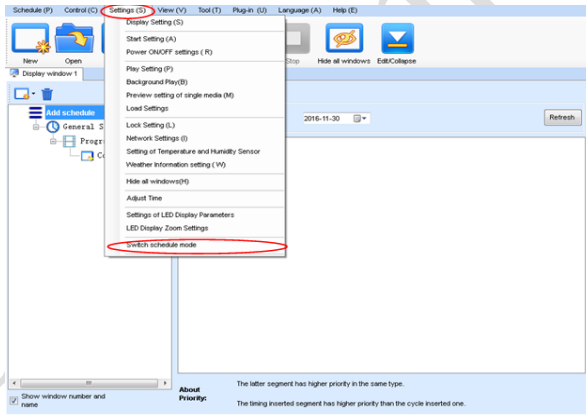 Schedule (P) Control (C) Settings (S) View (V) Tool (T) Plug-in (U) Language (A) Help (E)
New Open Stop Hide all windows Edit/Collapse
Display window 1
Display Setting (S)
Start Setting (A)
Power ON/OFF settings ( R)
Play Setting (P)
Background Play(B)
Preview setting of single media (M)
Load Settings
Lock Setting (L)
Network Settings (I)
Setting of Temperature and Humidity Sensor
Weather Information setting ( W)
Hide all windows(H)
Adjust Time
Settings of LED Display Parameters
LED Display Zoom Settings
Switch schedule mode
Add schedule
General S
Progr
Co
2016-11-30
Refresh
Show window number and
name
About
Priority:
The latter segment has higher priority in the same type.
The timing inserted segment has higher priority than the cycle inserted one.